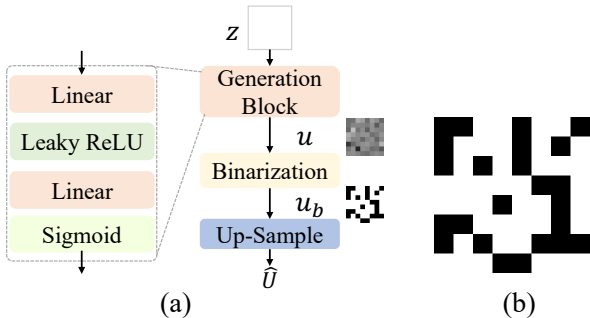 z
Generation
Block
u
Binarization
u_b
Up-Sample
Û
Linear
Leaky ReLU
Linear
Sigmoid
(a)
(b)